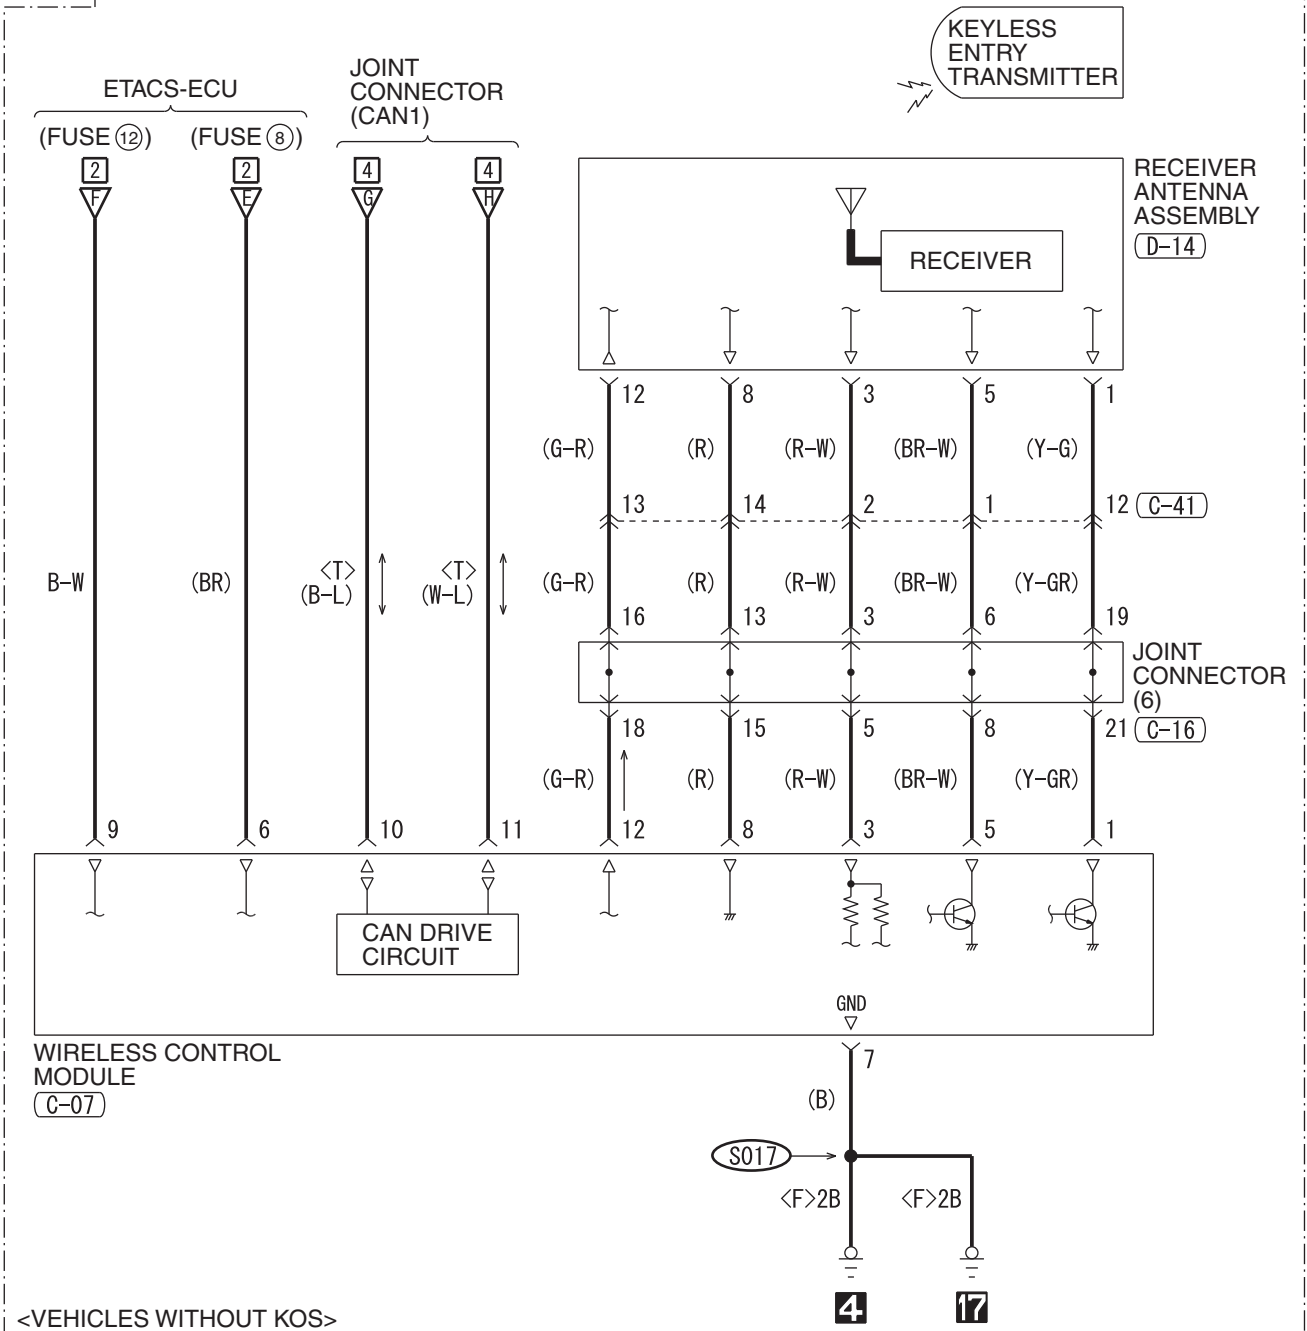 KEYLESS
ENTRY
TRANSMITTER
ETACS-ECU
JOINT
CONNECTOR
(CAN1)
(FUSE ⑫) (FUSE ⑧)
2 2 4 4
F E G H
RECEIVER
ANTENNA
ASSEMBLY
D-14
RECEIVER
12 8 3 5 1
(G-R) (R) (R-W) (BR-W) (Y-G)
13 14 2 1 12 C-41
B-W (BR) <T> (B-L) <T> (W-L) (G-R) (R) (R-W) (BR-W) (Y-GR)
16 13 3 6 19
JOINT
CONNECTOR
(6)
18 15 5 8 21 C-16
(G-R) (R) (R-W) (BR-W) (Y-GR)
9 6 10 11 12 8 3 5 1
CAN DRIVE
CIRCUIT
GND
WIRELESS CONTROL
MODULE
C-07
7
(B)
S017
<F>2B <F>2B
4 17
<VEHICLES WITHOUT KOS>